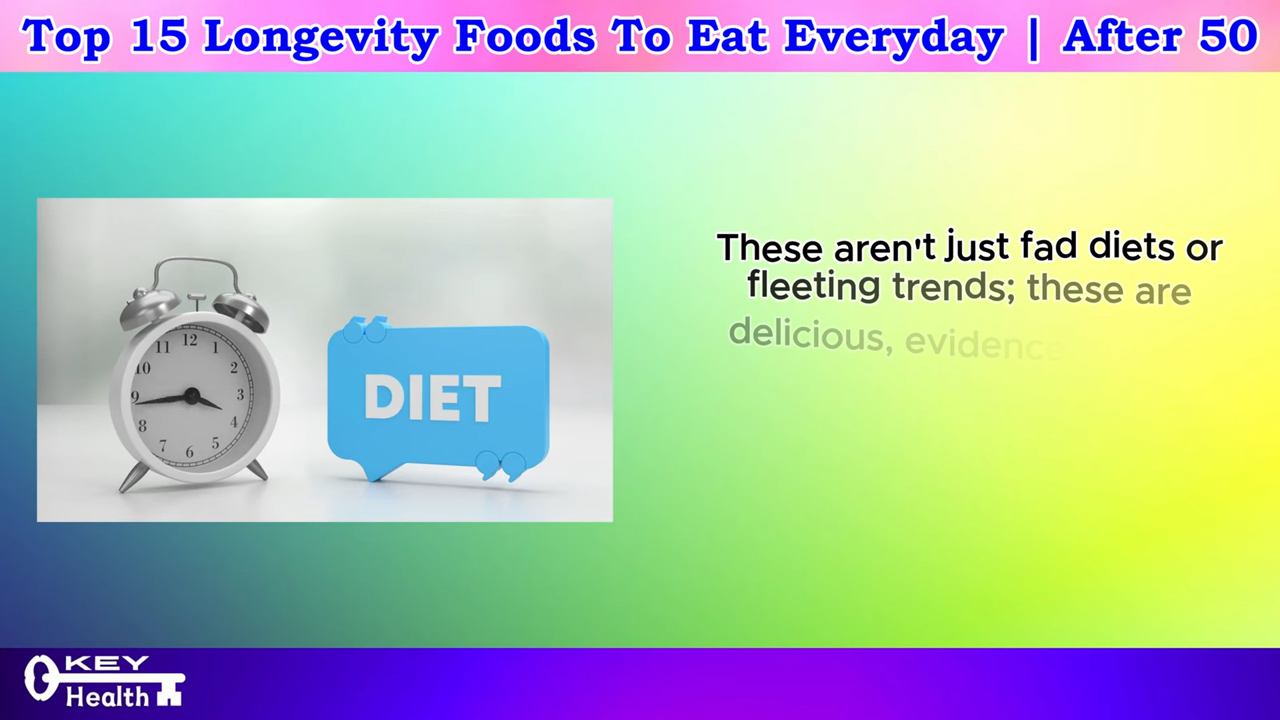 Top 15 Longevity Foods To Eat Everyday | After 50
These aren't just fad diets or
fleeting trends; these are
delicious, evidence
12
11
1
10
2
9
3
8
4
7
5
6
DIET
KEY
Health